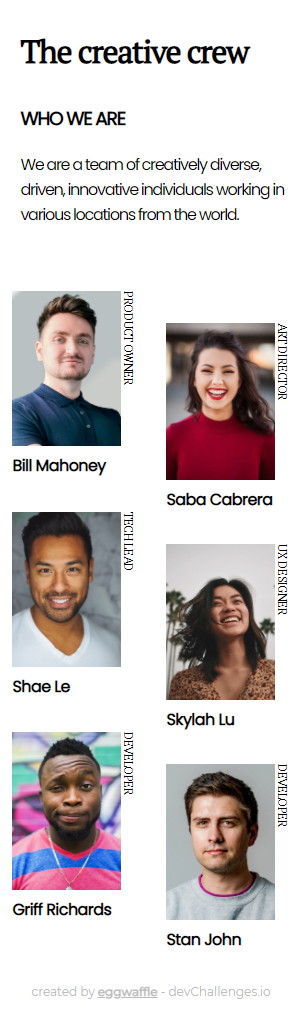 The creative crew
WHO WE ARE
We are a team of creatively diverse,
driven, innovative individuals working in
various locations from the world.
PRODUCT OWNER
Bill Mahoney
ART DIRECTOR
Saba Cabrera
TECH LEAD
Shae Le
UX DESIGNER
Skylah Lu
DEVELOPER
Griff Richards
DEVELOPER
Stan John
created by eggwaffle - devChallenges.io